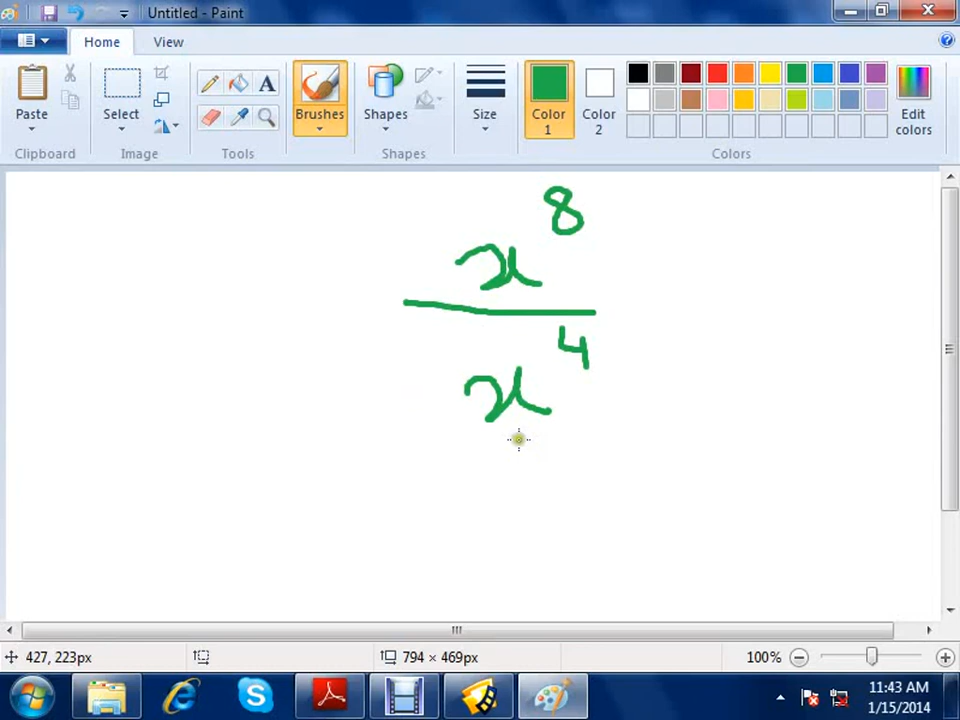 Untitled - Paint
Home View
Paste Select Brushes Shapes Size Color 1 Color 2 Edit colors
Clipboard Image Tools Shapes Colors
A
x^8
x^4
427, 223px 794 × 469px 100%
11:43 AM
1/15/2014